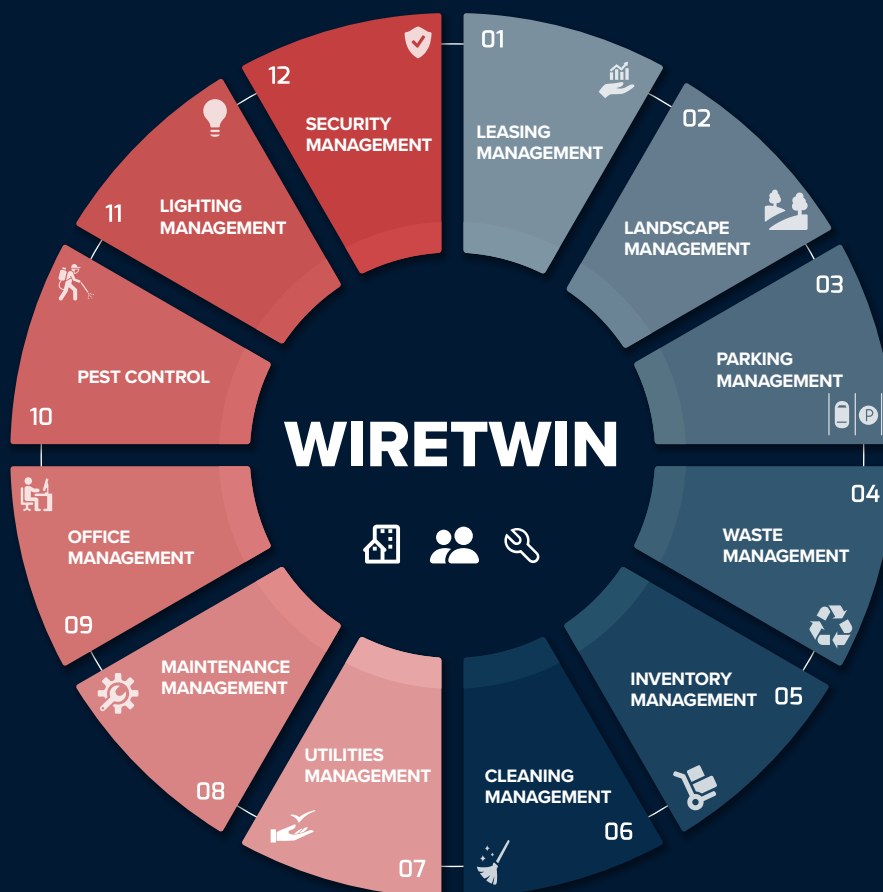 01
LEASING
MANAGEMENT
02
LANDSCAPE
MANAGEMENT
03
PARKING
MANAGEMENT
P
04
WASTE
MANAGEMENT
05
INVENTORY
MANAGEMENT
06
CLEANING
MANAGEMENT
07
UTILITIES
MANAGEMENT
08
MAINTENANCE
MANAGEMENT
09
OFFICE
MANAGEMENT
10
PEST CONTROL
11
LIGHTING
MANAGEMENT
12
SECURITY
MANAGEMENT
WIRETWIN